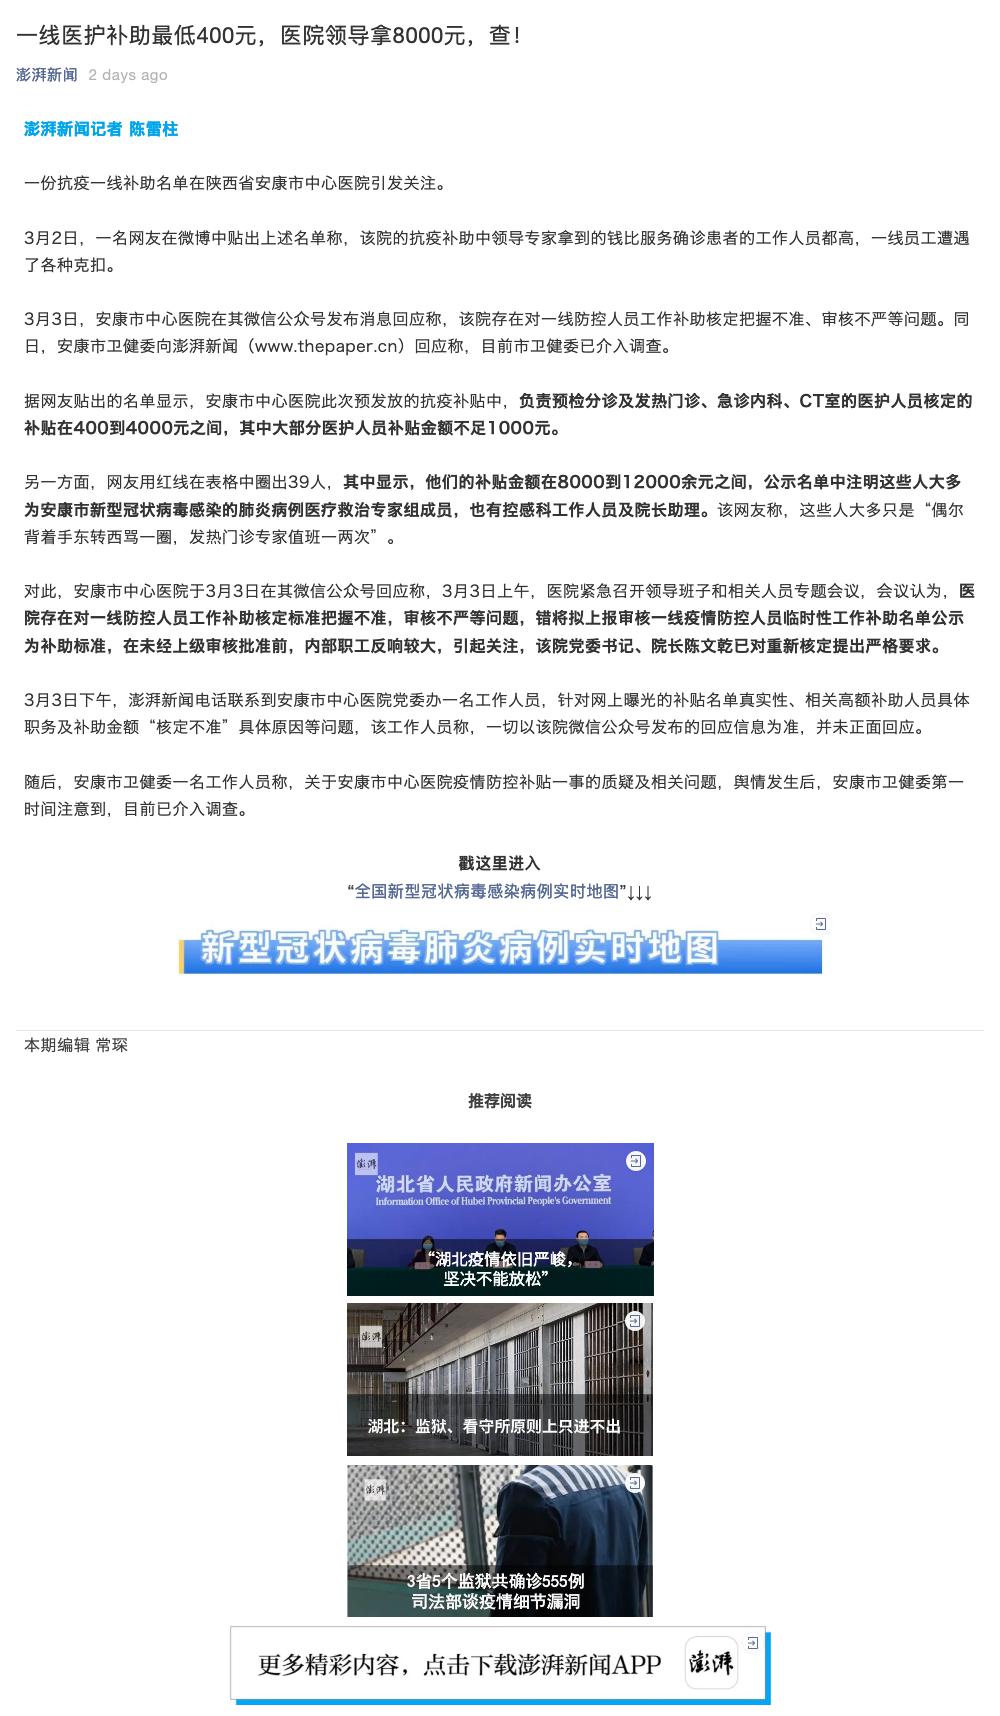 一线医护补助最低400元，医院领导拿8000元，查！
澎湃新闻 2 days ago
澎湃新闻记者 陈雷柱
一份抗疫一线补助名单在陕西省安康市中心医院引发关注。
3月2日，一名网友在微博中贴出上述名单称，该院的抗疫补助中领导专家拿到的钱比服务确诊患者的工作人员都高，一线员工遭遇
了各种克扣。
3月3日，安康市中心医院在其微信公众号发布消息回应称，该院存在对一线防控人员工作补助核定把握不准、审核不严等问题。同
日，安康市卫健委向澎湃新闻（www.thepaper.cn）回应称，目前市卫健委已介入调查。
据网友贴出的名单显示，安康市中心医院此次预发放的抗疫补贴中，负责预检分诊及发热门诊、急诊内科、CT室的医护人员核定的
补贴在400到4000元之间，其中大部分医护人员补贴金额不足1000元。
另一方面，网友用红线在表格中圈出39人，其中显示，他们的补贴金额在8000到12000余元之间，公示名单中注明这些人大多
为安康市新型冠状病毒感染的肺炎病例医疗救治专家组成员，也有控感科工作人员及院长助理。该网友称，这些人大多只是“偶尔
背着手东转西骂一圈，发热门诊专家值班一两次”。
对此，安康市中心医院于3月3日在其微信公众号回应称，3月3日上午，医院紧急召开领导班子和相关人员专题会议，会议认为，医
院存在对一线防控人员工作补助核定标准把握不准，审核不严等问题，错将拟上报审核一线疫情防控人员临时性工作补助名单公示
为补助标准，在未经上级审核批准前，内部职工反响较大，引起关注，该院党委书记、院长陈文乾已对重新核定提出严格要求。
3月3日下午，澎湃新闻电话联系到安康市中心医院党委办一名工作人员，针对网上曝光的补贴名单真实性、相关高额补助人员具体
职务及补助金额“核定不准”具体原因等问题，该工作人员称，一切以该院微信公众号发布的回应信息为准，并未正面回应。
随后，安康市卫健委一名工作人员称，关于安康市中心医院疫情防控补贴一事的质疑及相关问题，舆情发生后，安康市卫健委第一
时间注意到，目前已介入调查。
戳这里进入
“全国新型冠状病毒感染病例实时地图”↓↓↓
新型冠状病毒肺炎病例实时地图
本期编辑 常琛
推荐阅读
澎湃
湖北省人民政府新闻办公室
Information Office of Hubei Provincial People's Government
“湖北疫情依旧严峻，
坚决不能放松”
澎湃
湖北：监狱、看守所原则上只进不出
澎湃
3省5个监狱共确诊555例
司法部谈疫情细节漏洞
更多精彩内容，点击下载澎湃新闻APP 澎湃